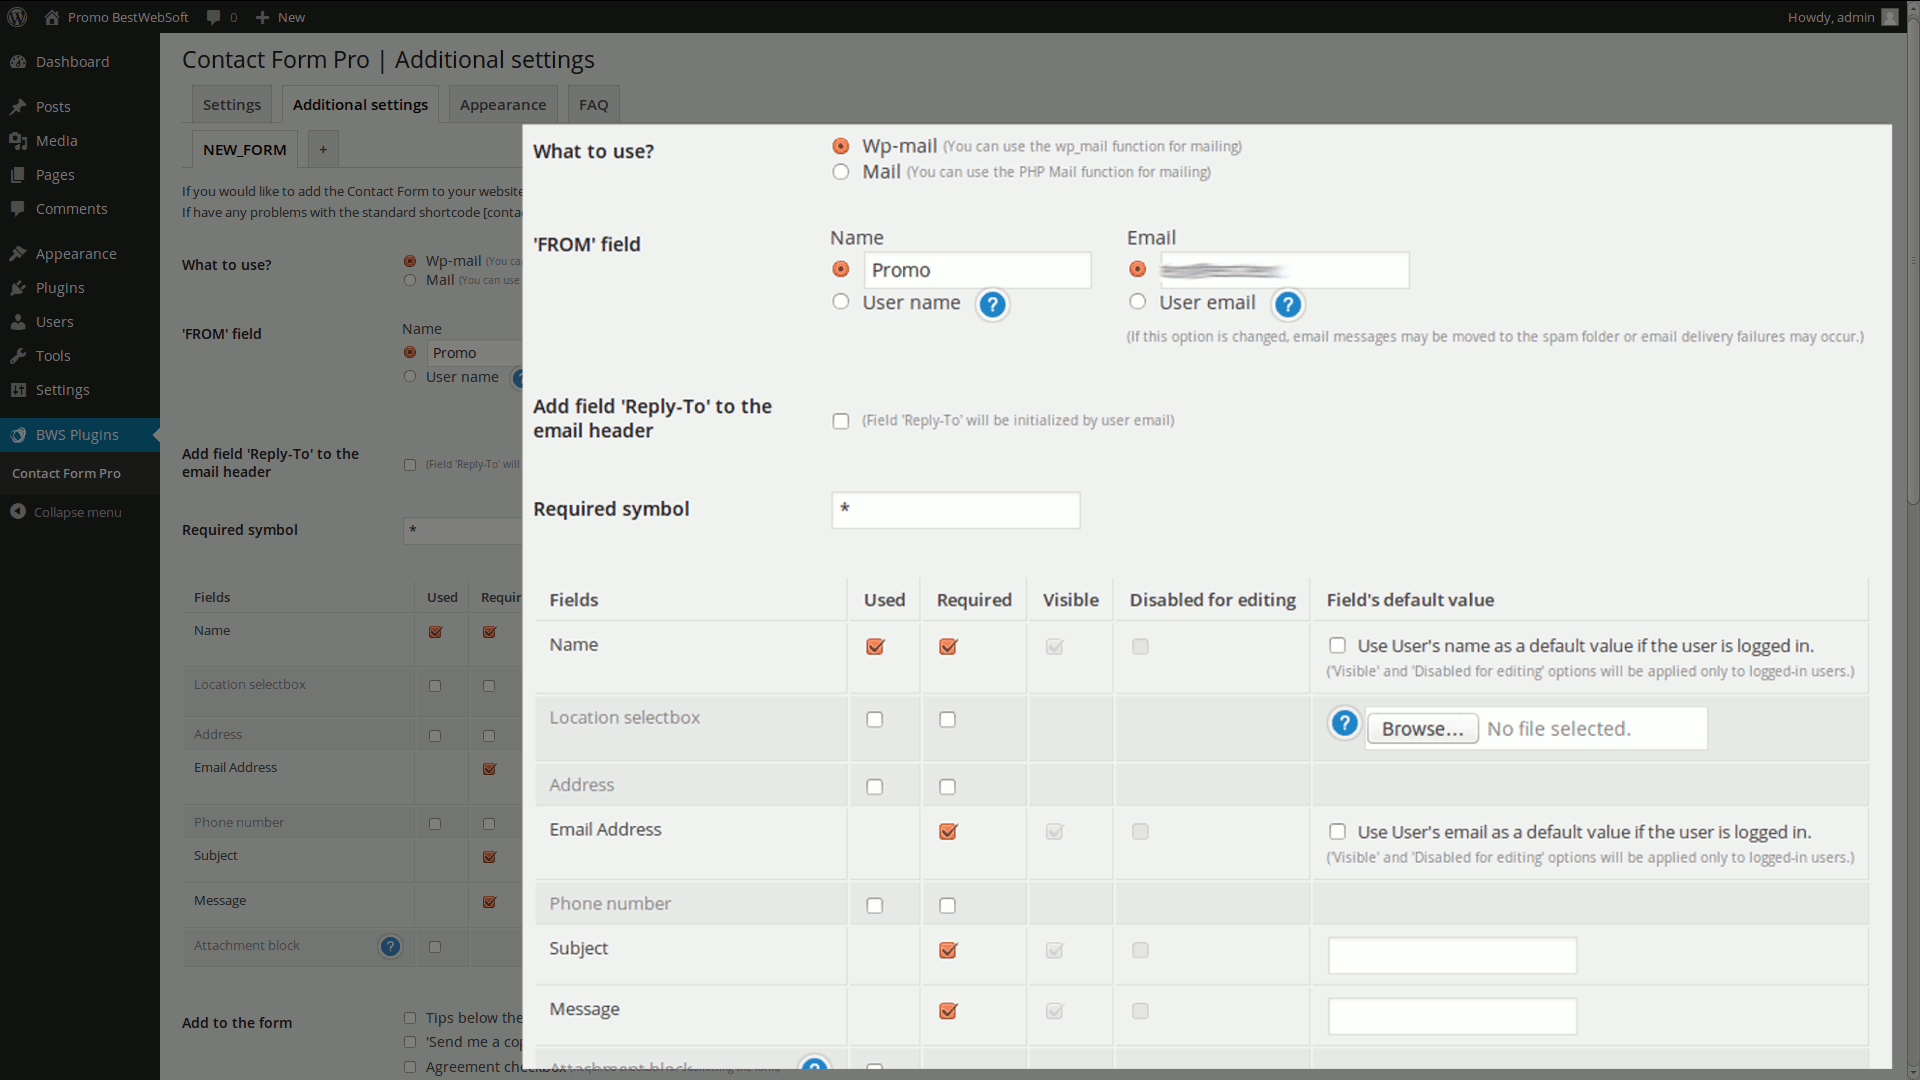 Promo BestWebSoft 0 New Howdy, admin
Dashboard
Posts
Media
Pages
Comments
Appearance
Plugins
Users
Tools
Settings
BWS Plugins
Contact Form Pro
Collapse menu
Contact Form Pro | Additional settings
Settings Additional settings Appearance FAQ
NEW_FORM +
If you would like to add the Contact Form to your website
If have any problems with the standard shortcode [conta
What to use?
Wp-mail (You ca
Mail (You can use
'FROM' field
Name
Promo
User name
Add field 'Reply-To' to the
email header
(Field 'Reply-To' will
Required symbol
*
Fields Used Requir
Name
Location selectbox
Address
Email Address
Phone number
Subject
Message
Attachment block ?
Add to the form
Tips below the
'Send me a cop
Agreement checkbox
What to use?
Wp-mail (You can use the wp_mail function for mailing)
Mail (You can use the PHP Mail function for mailing)
'FROM' field
Name Email
Promo
User name ? User email ?
(If this option is changed, email messages may be moved to the spam folder or email delivery failures may occur.)
Add field 'Reply-To' to the
email header
(Field 'Reply-To' will be initialized by user email)
Required symbol
*
Fields Used Required Visible Disabled for editing Field's default value
Name Use User's name as a default value if the user is logged in.
('Visible' and 'Disabled for editing' options will be applied only to logged-in users.)
Location selectbox ? Browse... No file selected.
Address
Email Address Use User's email as a default value if the user is logged in.
('Visible' and 'Disabled for editing' options will be applied only to logged-in users.)
Phone number
Subject
Message
Attachment block ?